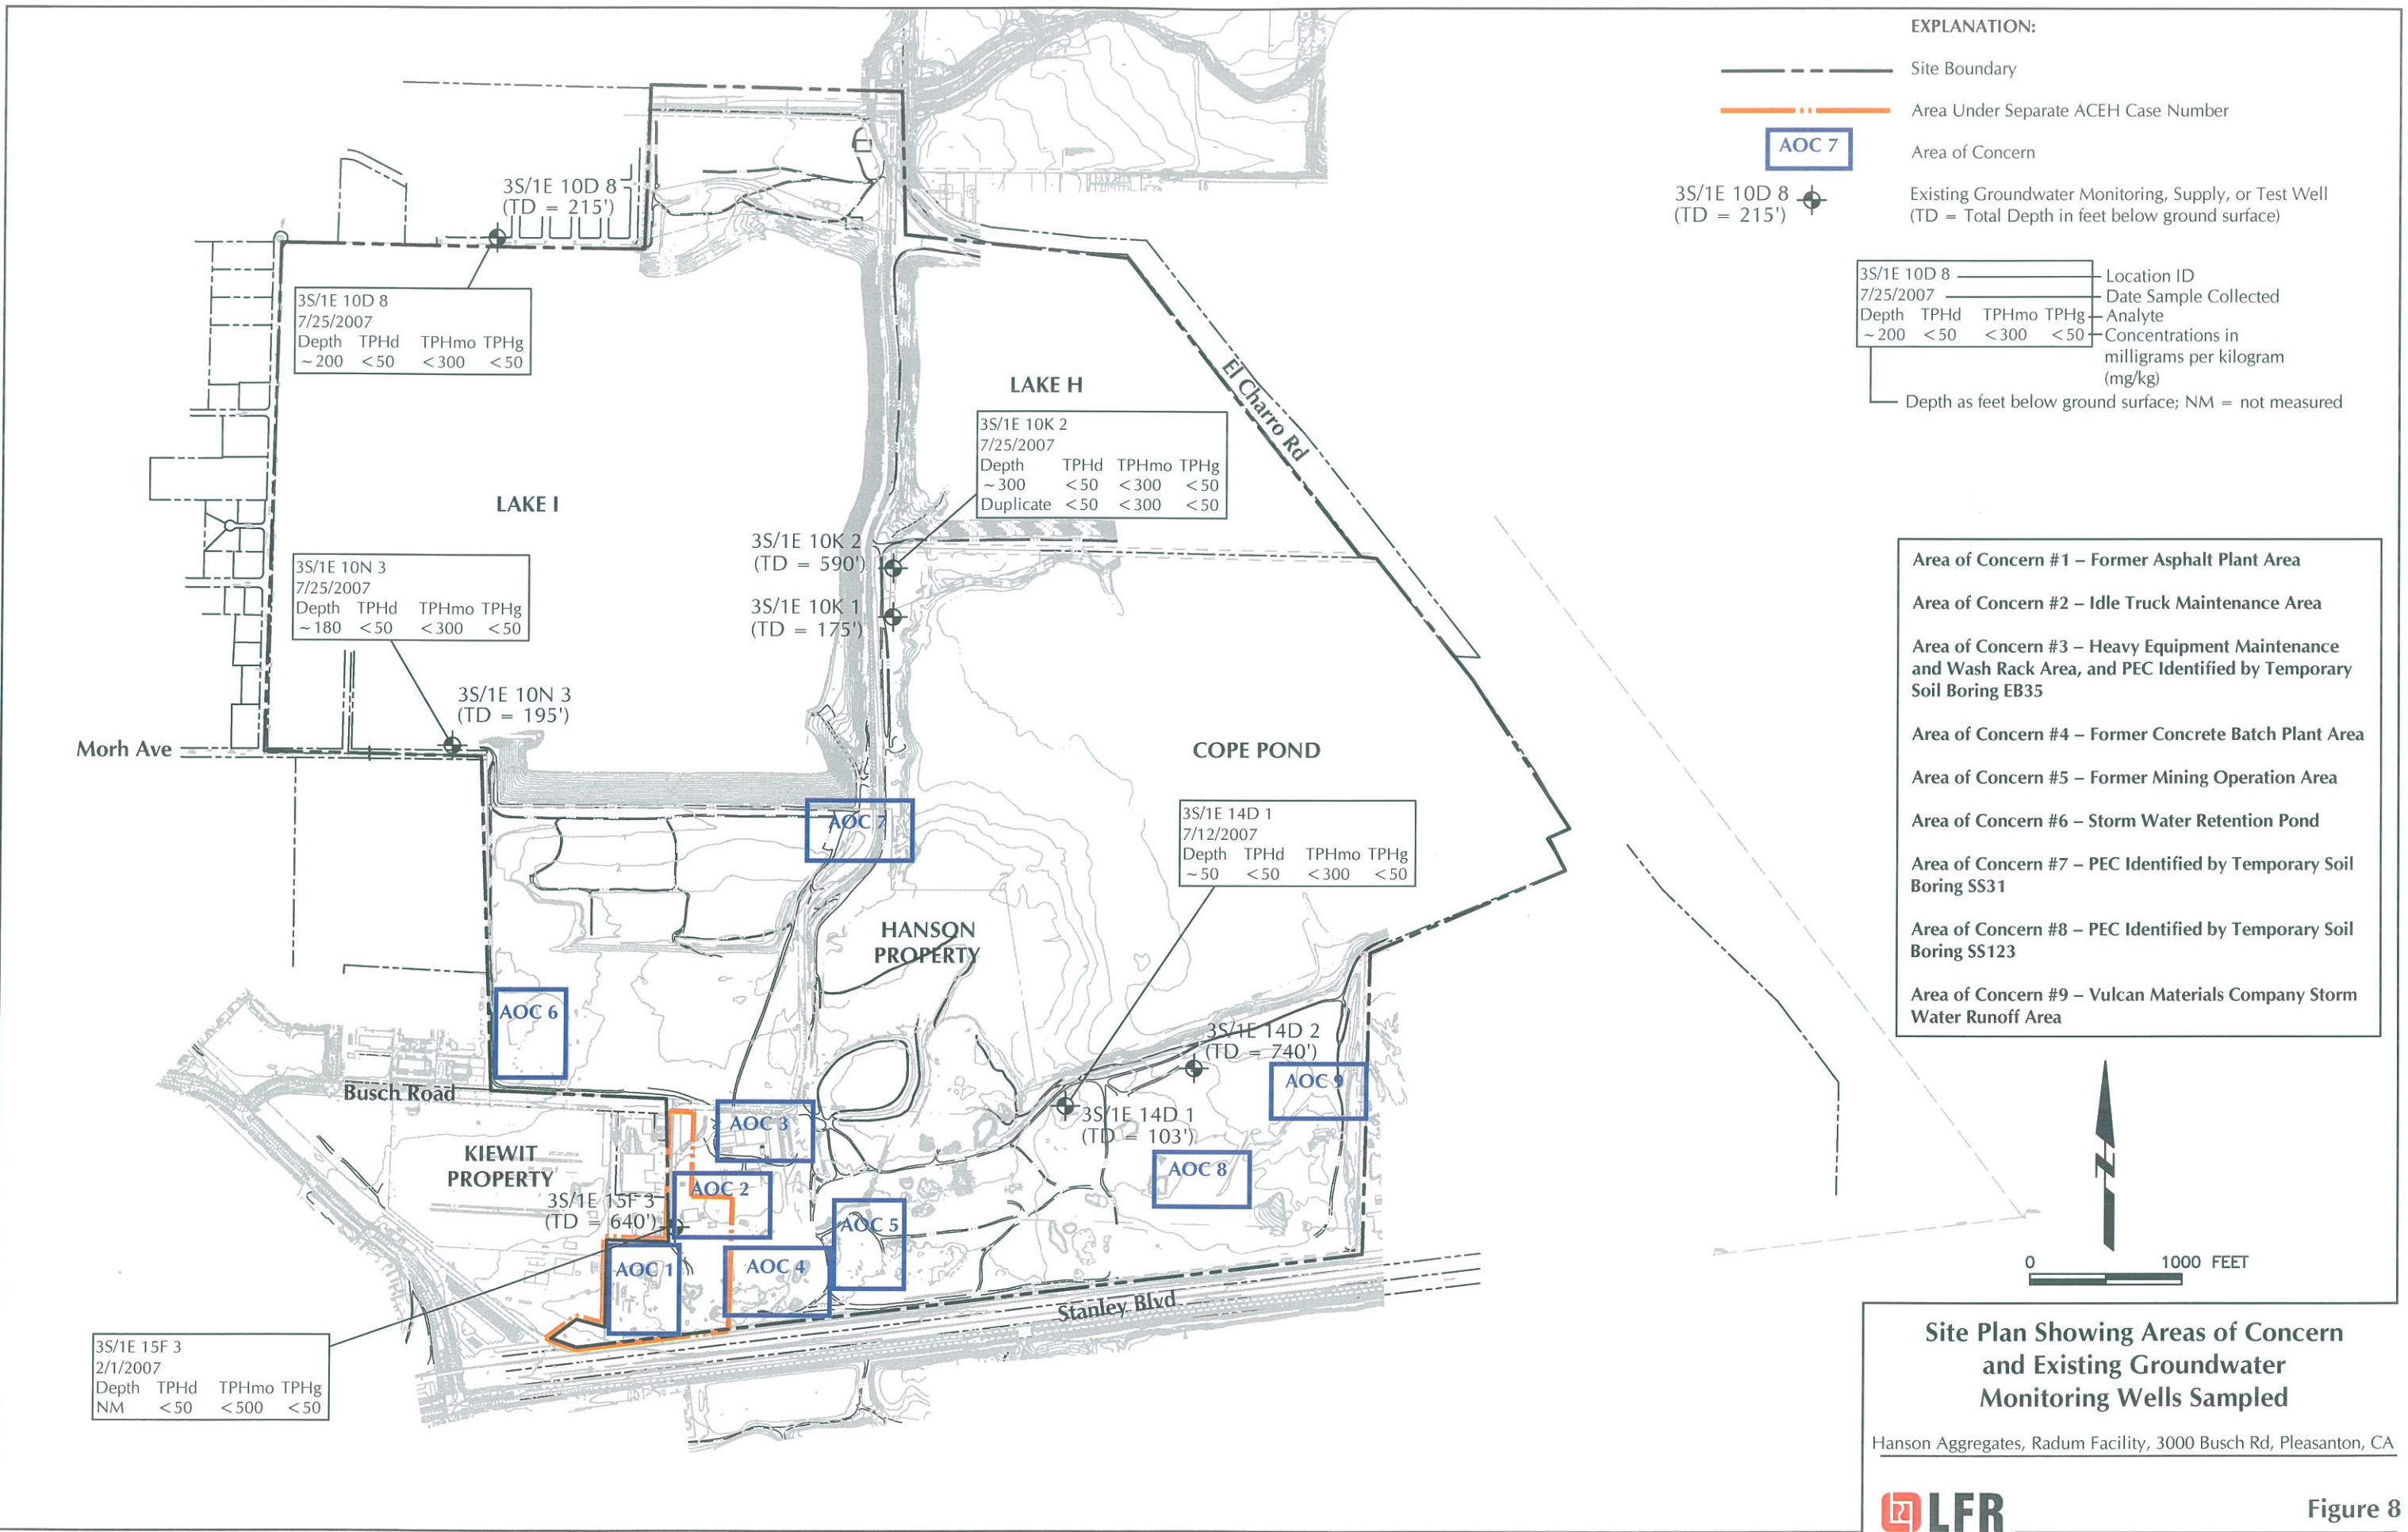 EXPLANATION:
Site Boundary
Area Under Separate ACEH Case Number
AOC 7
Area of Concern
3S/1E 10D 8
(TD = 215')
Existing Groundwater Monitoring, Supply, or Test Well
(TD = Total Depth in feet below ground surface)
3S/1E 10D 8
Location ID
7/25/2007
Date Sample Collected
Depth TPHd TPHmo TPHg
Analyte
~200 <50 <300 <50
Concentrations in
milligrams per kilogram
(mg/kg)
Depth as feet below ground surface; NM = not measured
3S/1E 10D 8
(TD = 215')
3S/1E 10D 8
7/25/2007
Depth TPHd TPHmo TPHg
~200 <50 <300 <50
LAKE H
El Charro Rd
3S/1E 10K 2
7/25/2007
Depth TPHd TPHmo TPHg
~300 <50 <300 <50
Duplicate <50 <300 <50
LAKE I
3S/1E 10K 2
(TD = 590')
3S/1E 10K 1
(TD = 175')
3S/1E 10N 3
7/25/2007
Depth TPHd TPHmo TPHg
~180 <50 <300 <50
3S/1E 10N 3
(TD = 195')
Morh Ave
COPE POND
AOC 7
3S/1E 14D 1
7/12/2007
Depth TPHd TPHmo TPHg
~50 <50 <300 <50
HANSON
PROPERTY
AOC 6
3S/1E 14D 2
(TD = 740')
AOC 9
Busch Road
3S/1E 14D 1
(TD = 103')
AOC 3
KIEWIT
PROPERTY
AOC 8
AOC 2
3S/1E 15F 3
(TD = 640')
AOC 5
AOC 1
AOC 4
Stanley Blvd
3S/1E 15F 3
2/1/2007
Depth TPHd TPHmo TPHg
NM <50 <500 <50
Area of Concern #1 – Former Asphalt Plant Area
Area of Concern #2 – Idle Truck Maintenance Area
Area of Concern #3 – Heavy Equipment Maintenance
and Wash Rack Area, and PEC Identified by Temporary
Soil Boring EB35
Area of Concern #4 – Former Concrete Batch Plant Area
Area of Concern #5 – Former Mining Operation Area
Area of Concern #6 – Storm Water Retention Pond
Area of Concern #7 – PEC Identified by Temporary Soil
Boring SS31
Area of Concern #8 – PEC Identified by Temporary Soil
Boring SS123
Area of Concern #9 – Vulcan Materials Company Storm
Water Runoff Area
Z
0 1000 FEET
Site Plan Showing Areas of Concern
and Existing Groundwater
Monitoring Wells Sampled
Hanson Aggregates, Radum Facility, 3000 Busch Rd, Pleasanton, CA
LFR
Figure 8